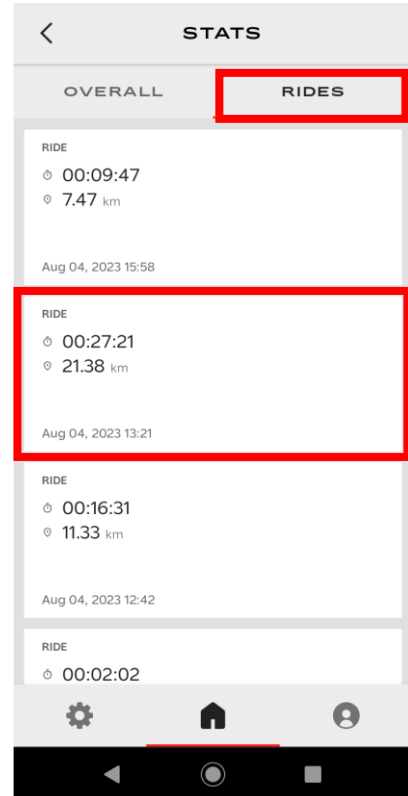 STATS
OVERALL
RIDES
RIDE
00:09:47
7.47 km
Aug 04, 2023 15:58
RIDE
00:27:21
21.38 km
Aug 04, 2023 13:21
RIDE
00:16:31
11.33 km
Aug 04, 2023 12:42
RIDE
00:02:02